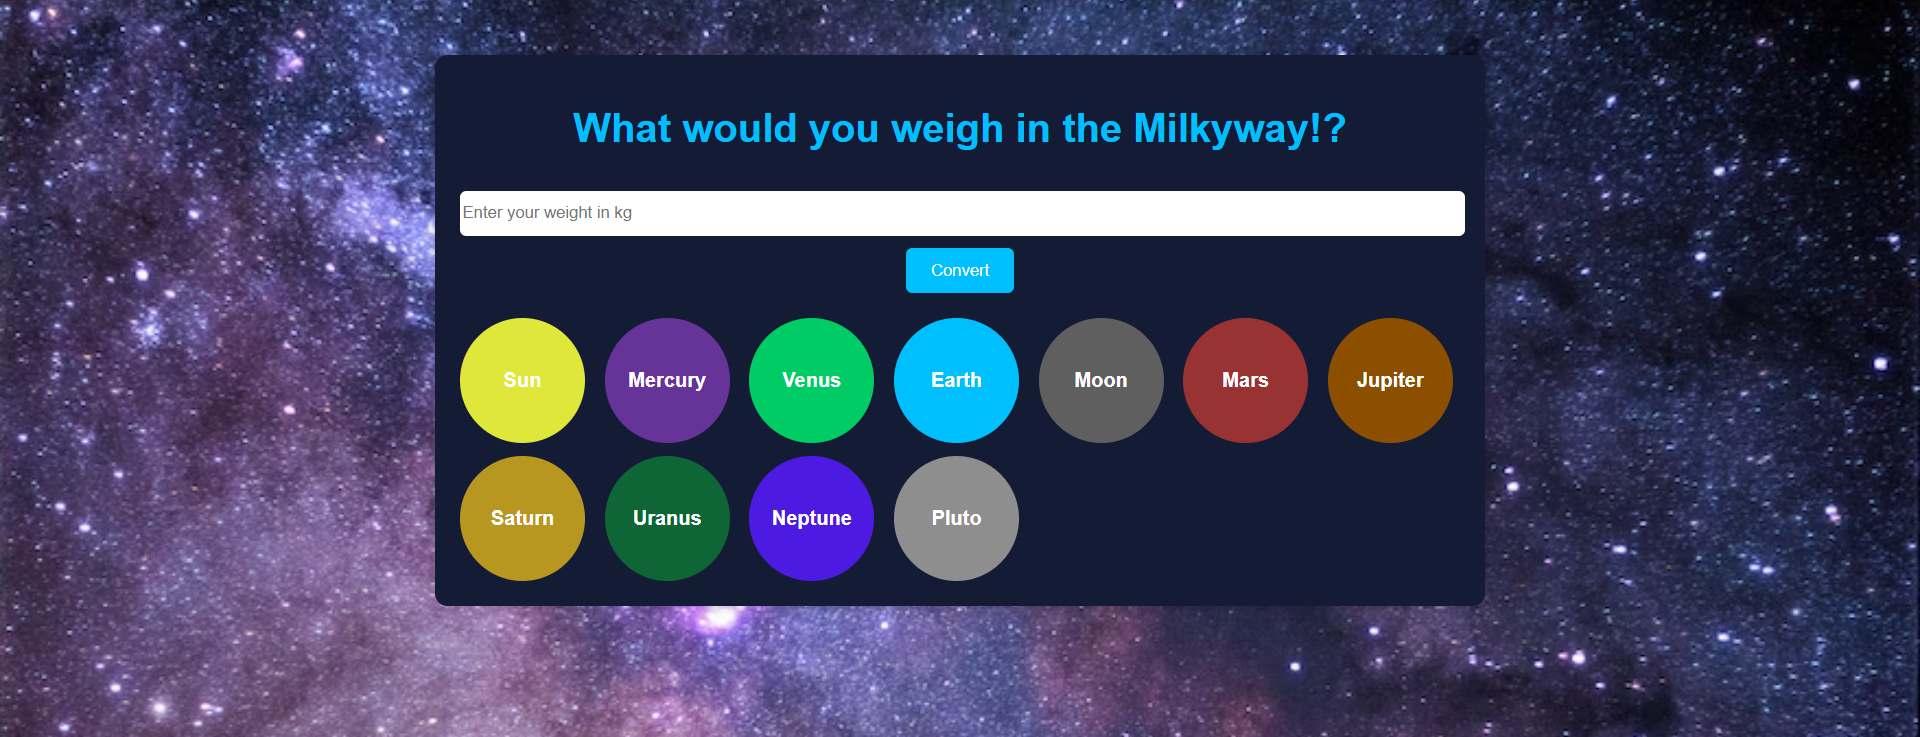 What would you weigh in the Milkyway!?
Enter your weight in kg
Convert
Sun Mercury Venus Earth Moon Mars Jupiter
Saturn Uranus Neptune Pluto